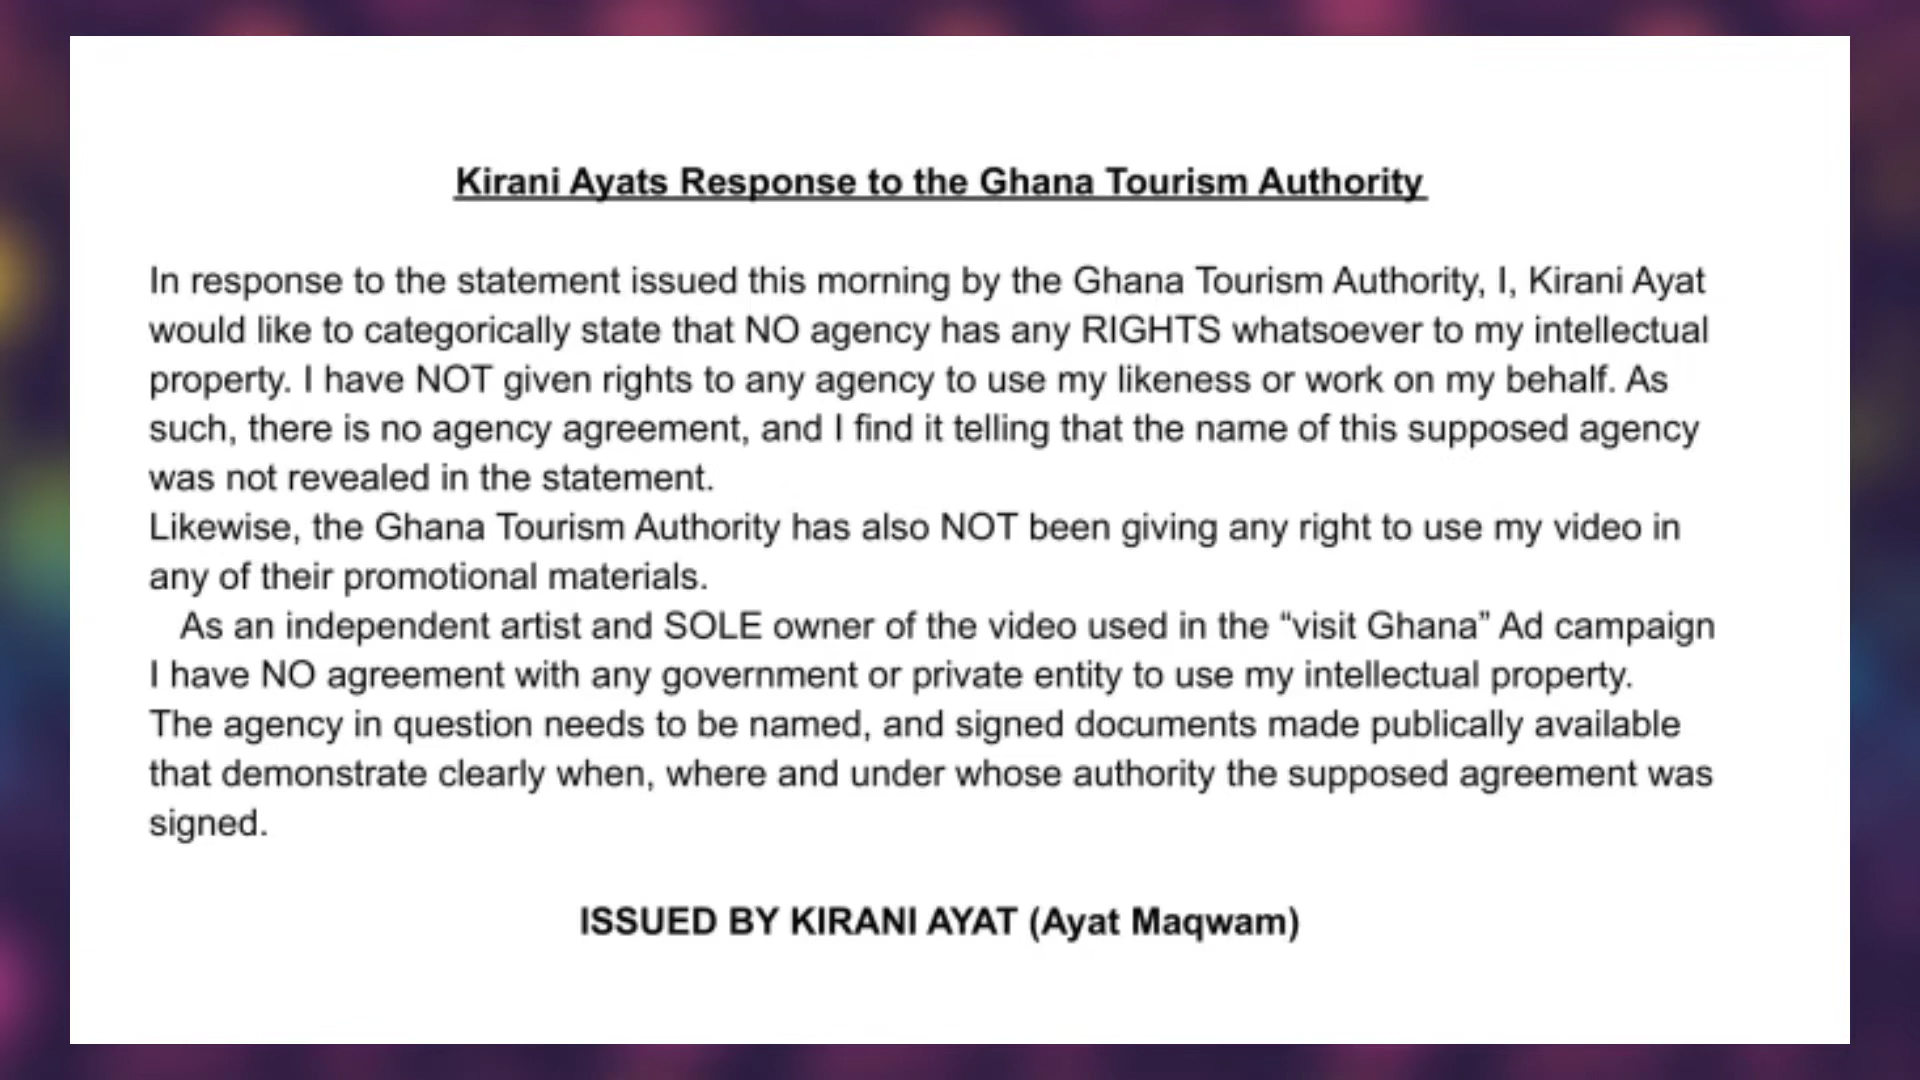 Kirani Ayats Response to the Ghana Tourism Authority
In response to the statement issued this morning by the Ghana Tourism Authority, I, Kirani Ayat
would like to categorically state that NO agency has any RIGHTS whatsoever to my intellectual
property. I have NOT given rights to any agency to use my likeness or work on my behalf. As
such, there is no agency agreement, and I find it telling that the name of this supposed agency
was not revealed in the statement.
Likewise, the Ghana Tourism Authority has also NOT been giving any right to use my video in
any of their promotional materials.
As an independent artist and SOLE owner of the video used in the “visit Ghana” Ad campaign
I have NO agreement with any government or private entity to use my intellectual property.
The agency in question needs to be named, and signed documents made publically available
that demonstrate clearly when, where and under whose authority the supposed agreement was
signed.
ISSUED BY KIRANI AYAT (Ayat Maqwam)